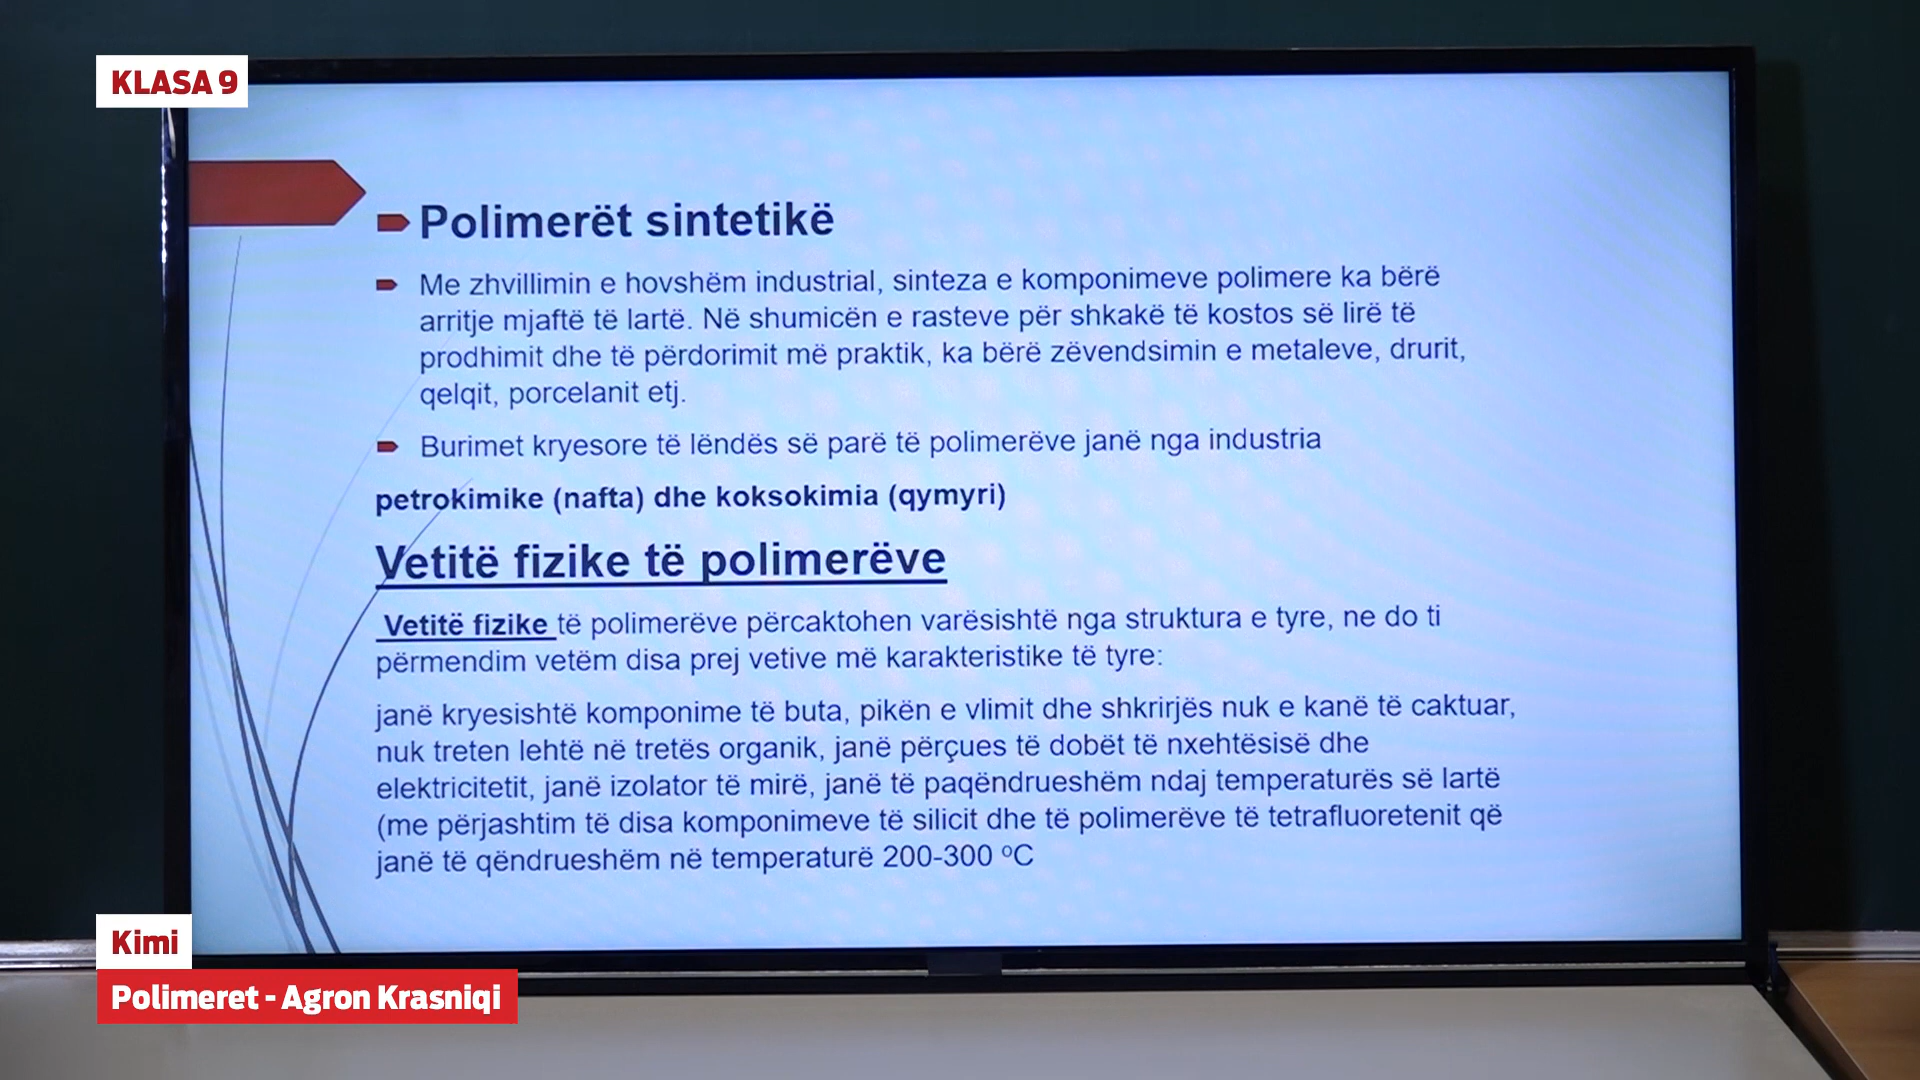 KLASA 9
Polimerët sintetikë
Me zhvillimin e hovshëm industrial, sinteza e komponimeve polimere ka bërë
arritje mjaftë të lartë. Në shumicën e rasteve për shkakë të kostos së lirë të
prodhimit dhe të përdorimit më praktik, ka bërë zëvendsimin e metaleve, drurit,
qelqit, porcelanit etj.
Burimet kryesore të lëndës së parë të polimerëve janë nga industria
petrokimike (nafta) dhe koksokimia (qymyri)
Vetitë fizike të polimerëve
Vetitë fizike të polimerëve përcaktohen varësishtë nga struktura e tyre, ne do ti
përmendim vetëm disa prej vetive më karakteristike të tyre:
janë kryesishtë komponime të buta, pikën e vlimit dhe shkrirjës nuk e kanë të caktuar,
nuk treten lehtë në tretës organik, janë përçues të dobët të nxehtësisë dhe
elektricitetit, janë izolator të mirë, janë të paqëndrueshëm ndaj temperaturës së lartë
(me përjashtim të disa komponimeve të silicit dhe të polimerëve të tetrafluoretenit që
janë të qëndrueshëm në temperaturë 200-300 ºC
Kimi
Polimeret - Agron Krasniqi